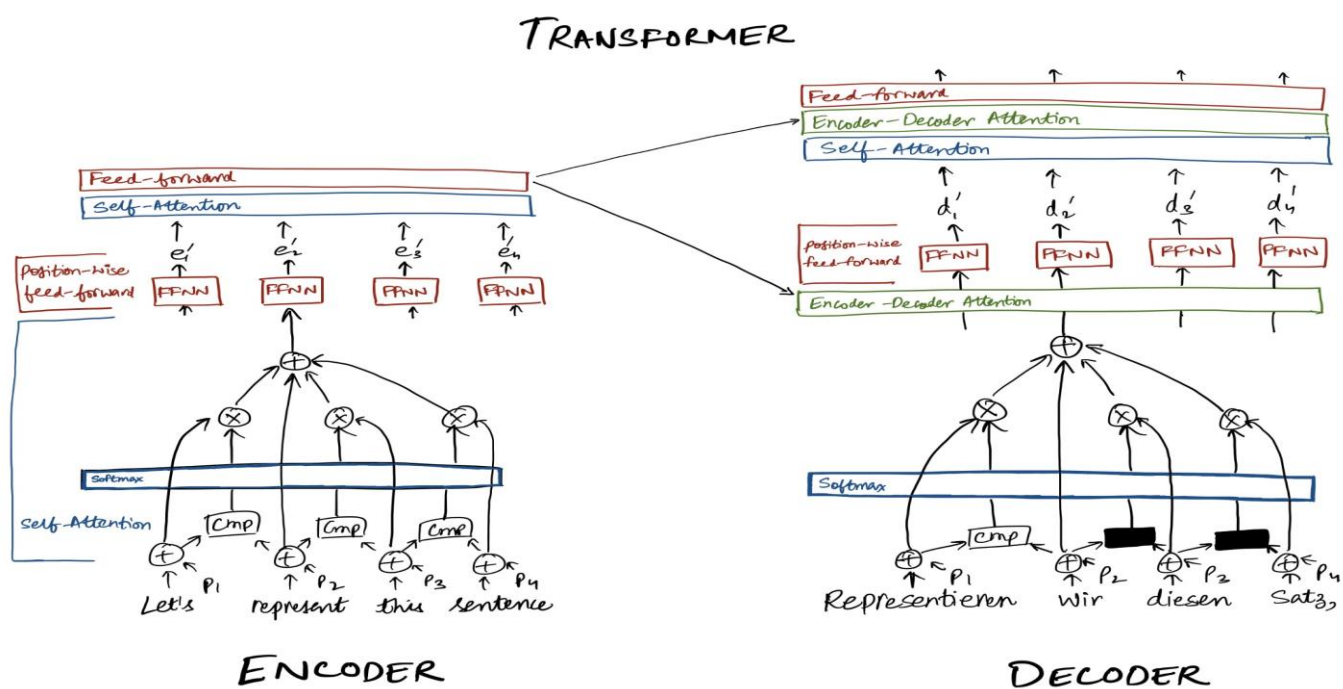 TRANSFORMER
Feed-forward
Encoder-Decoder Attention
Self-Attention
Feed-forward
Self-Attention
e₁' e₂' e₃' e₄'
d₁' d₂' d₃' d₄'
Position-wise
feed-forward
FFNN FFNN FFNN FFNN
Position-wise
feed-forward
FFNN FFNN FFNN FFNN
Encoder-Decoder Attention
+
+
× × ×
× × ×
Softmax
Softmax
Self-Attention
Cmp Cmp Cmp
Cmp
+ + + +
+ + + +
P₁ P₂ P₃ P₄
P₁ P₂ P₃ P₄
Let's represent this sentence
Representieren wir diesen Satz,
ENCODER
DECODER